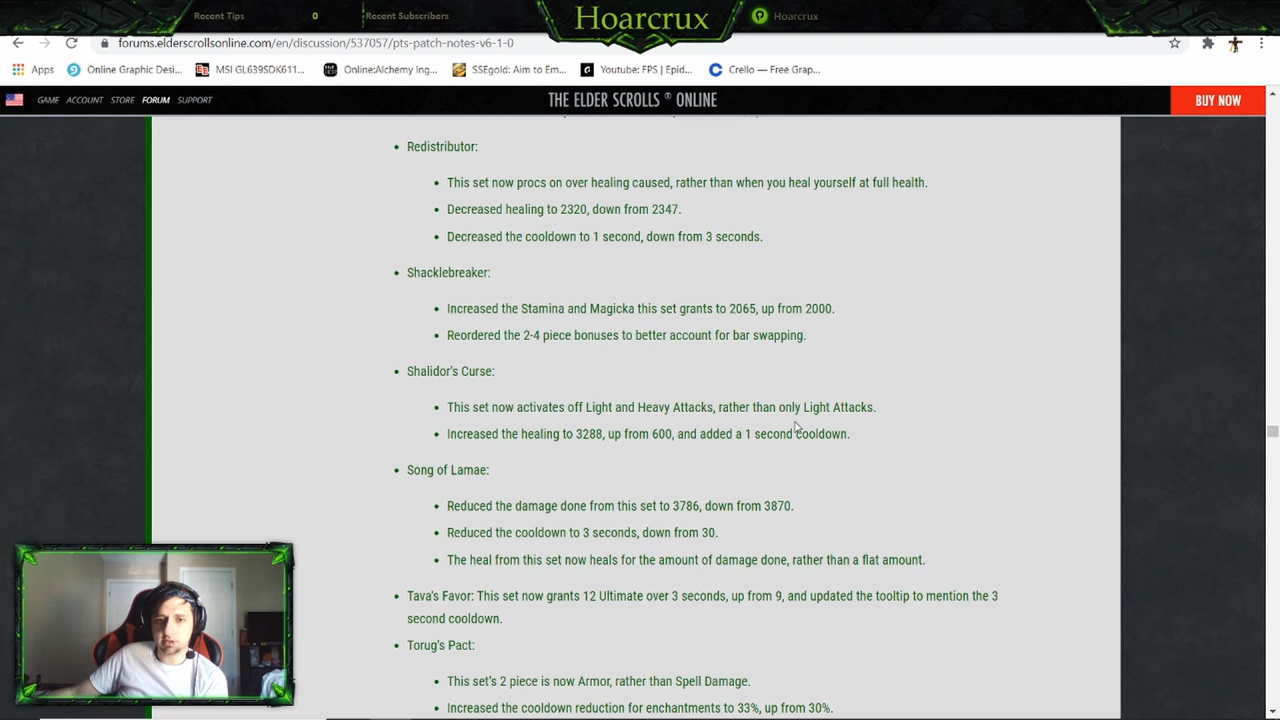 Recent Tips 0 Recent Subscribers Hoarcrux Hoarcrux
forums.elderscrollsonline.com/en/discussion/537057/pts-patch-notes-v6-1-0
Apps Online Graphic Desi... MSI GL639SDK611... Online:Alchemy Ing... SSEgold: Aim to Em... Youtube: FPS | Epid... Crello — Free Grap...
GAME ACCOUNT STORE FORUM SUPPORT THE ELDER SCROLLS ® ONLINE BUY NOW
• Redistributor:
• This set now procs on over healing caused, rather than when you heal yourself at full health.
• Decreased healing to 2320, down from 2347.
• Decreased the cooldown to 1 second, down from 3 seconds.
• Shacklebreaker:
• Increased the Stamina and Magicka this set grants to 2065, up from 2000.
• Reordered the 2-4 piece bonuses to better account for bar swapping.
• Shalidor's Curse:
• This set now activates off Light and Heavy Attacks, rather than only Light Attacks.
• Increased the healing to 3288, up from 600, and added a 1 second cooldown.
• Song of Lamae:
• Reduced the damage done from this set to 3786, down from 3870.
• Reduced the cooldown to 3 seconds, down from 30.
• The heal from this set now heals for the amount of damage done, rather than a flat amount.
• Tava's Favor: This set now grants 12 Ultimate over 3 seconds, up from 9, and updated the tooltip to mention the 3
second cooldown.
• Torug's Pact:
• This set's 2 piece is now Armor, rather than Spell Damage.
• Increased the cooldown reduction for enchantments to 33%, up from 30%.